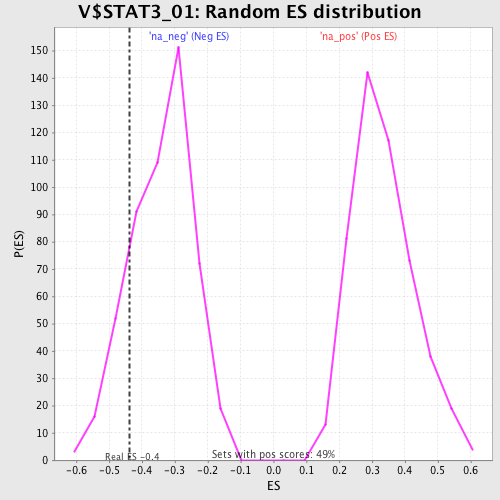 V$STAT3_01: Random ES distribution
'na_neg' (Neg ES) 'na_pos' (Pos ES)
P(ES)
150
140
130
120
110
100
90
80
70
60
50
40
30
20
10
0
Real ES -0.4 Sets with pos scores: 49%
-0.6 -0.5 -0.4 -0.3 -0.2 -0.1 0.0 0.1 0.2 0.3 0.4 0.5 0.6
ES